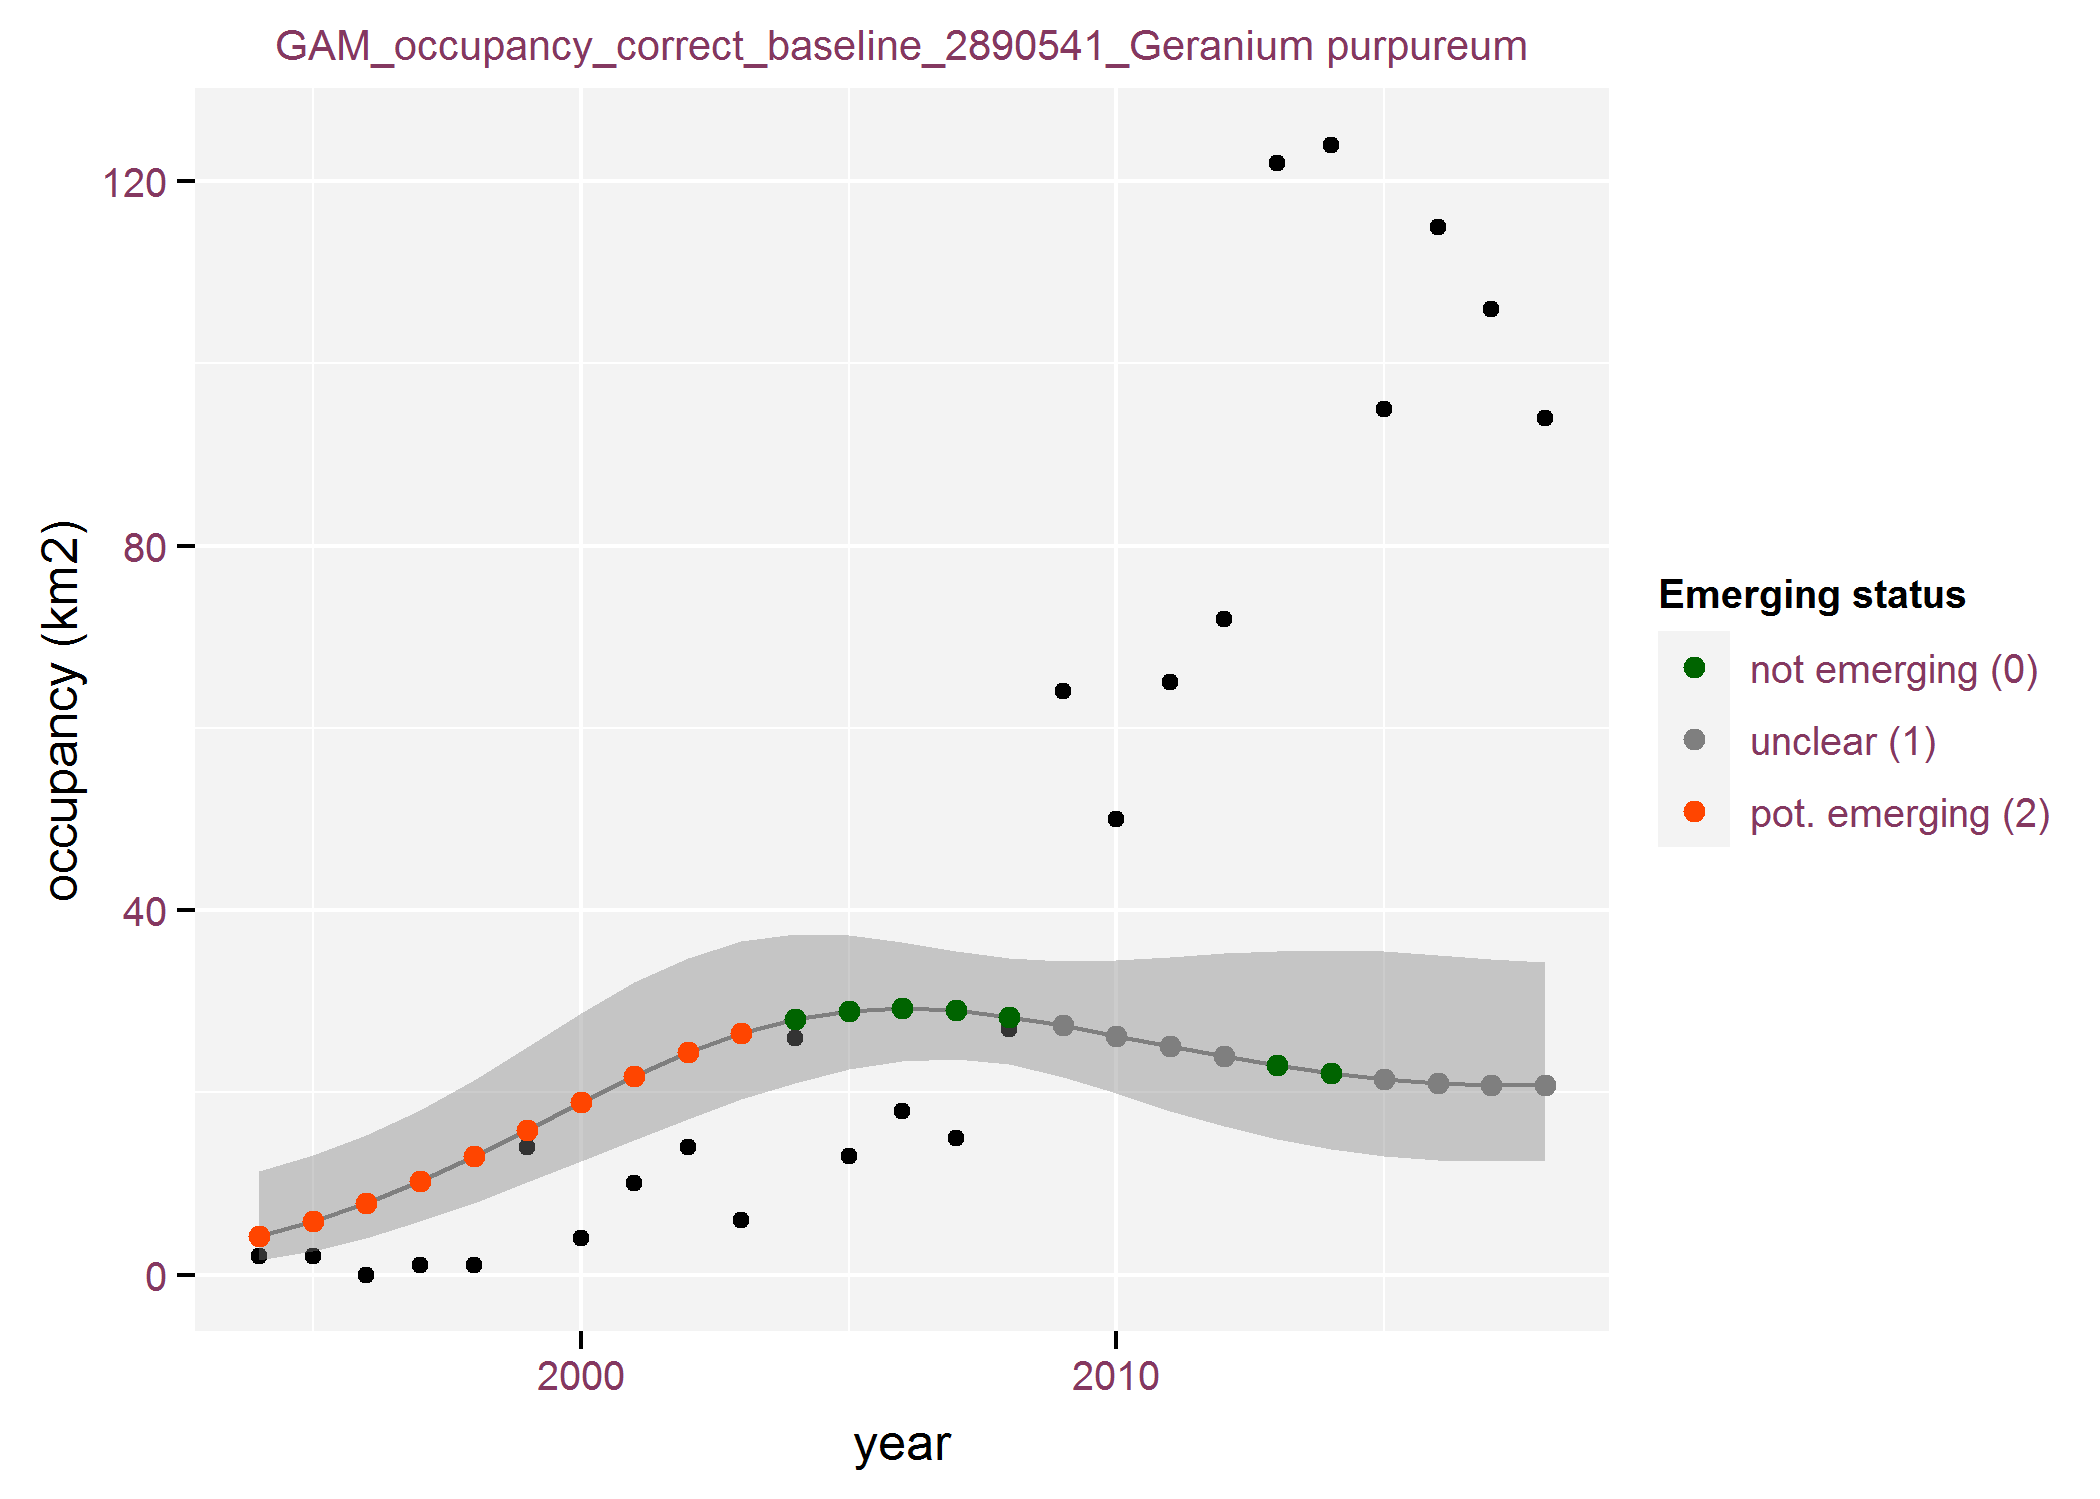 GAM_occupancy_correct_baseline_2890541_Geranium purpureum
120
80
40
0
occupancy (km2)
2000
2010
year
Emerging status
not emerging (0)
unclear (1)
pot. emerging (2)